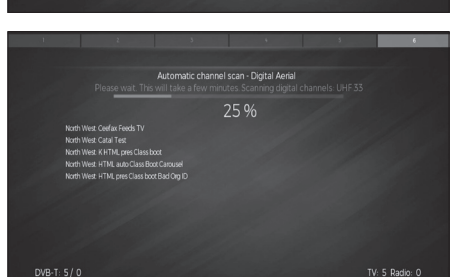 1 2 3 4 5 6
Automatic channel scan - Digital Aerial
Please wait. This will take a few minutes. Scanning digital channels: UHF 33
25 %
North West Ceefax Feeds TV
North West Catal Test
North West K HTML pres Class boot
North West HTML auto Class Boot Carousel
North West HTML pres Class boot Bad Org ID
DVB-T: 5 / 0 TV: 5 Radio: 0